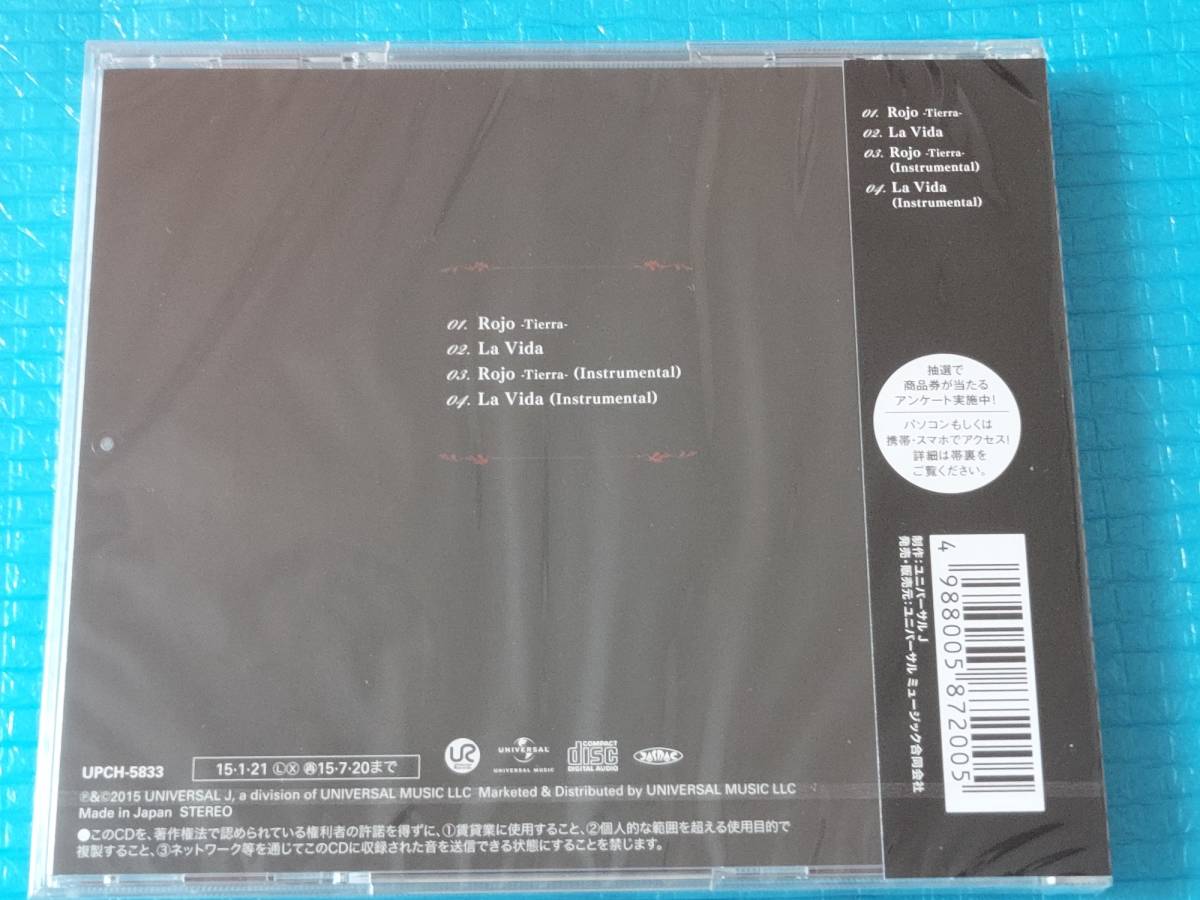 01. Rojo -Tierra-
02. La Vida
03. Rojo -Tierra- (Instrumental)
04. La Vida (Instrumental)
UPCH-5833
15・1・21 Ⓛ Ⓧ ㊖15・7・20まで
UR
UNIVERSAL
UNIVERSAL MUSIC
COMPACT
disc
DIGITAL AUDIO
JASRAC
Ⓟ&©2015 UNIVERSAL J, a division of UNIVERSAL MUSIC LLC Marketed & Distributed by UNIVERSAL MUSIC LLC
Made in Japan STEREO
●このCDを、著作権法で認められている権利者の許諾を得ずに、①賃貸業に使用すること、②個人的な範囲を超える使用目的で
複製すること、③ネットワーク等を通じてこのCDに収録された音を送信できる状態にすることを禁じます。
01. Rojo -Tierra-
02. La Vida
03. Rojo -Tierra-
(Instrumental)
04. La Vida
(Instrumental)
抽選で
商品券が当たる
アンケート実施中!
パソコンもしくは
携帯・スマホでアクセス!
詳細は帯裏を
ご覧ください。
制作:ユニバーサル J
発売・販売元:ユニバーサル ミュージック合同会社
4 988005 872005